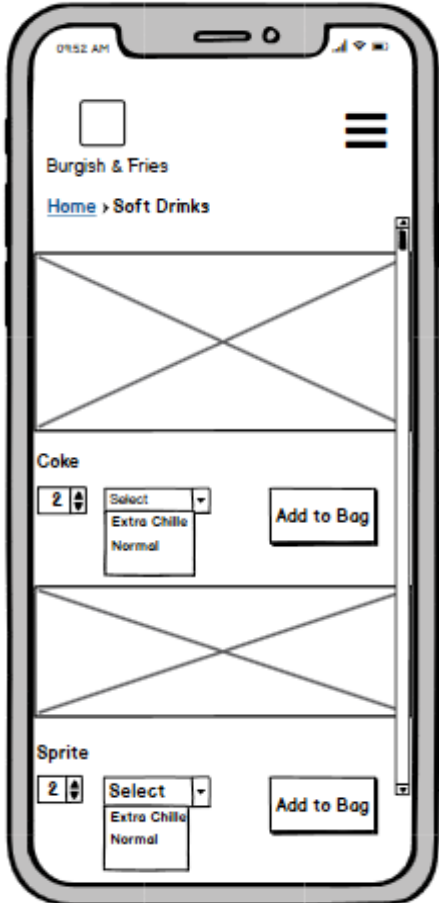 09:52 AM
Burgish & Fries
Home › Soft Drinks
Coke
2 Select Add to Bag
Extra Chille
Normal
Sprite
2 Select Add to Bag
Extra Chille
Normal